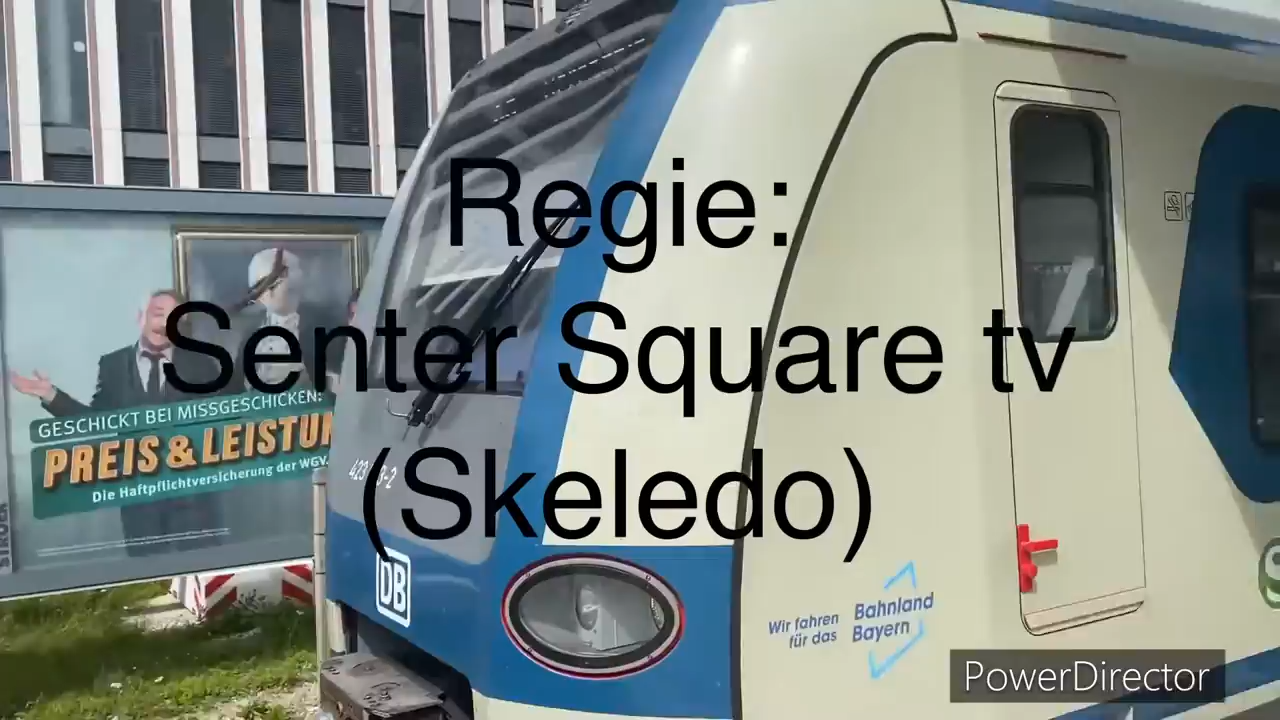 Regie:
Senter Square tv
(Skeledo)
GESCHICKT BEI MISSGESCHICKEN:
PREIS & LEISTUN
Die Haftpflichtversicherung der WGV.
STRÖER
DB
Wir fahren
für das
Bahnland
Bayern
PowerDirector